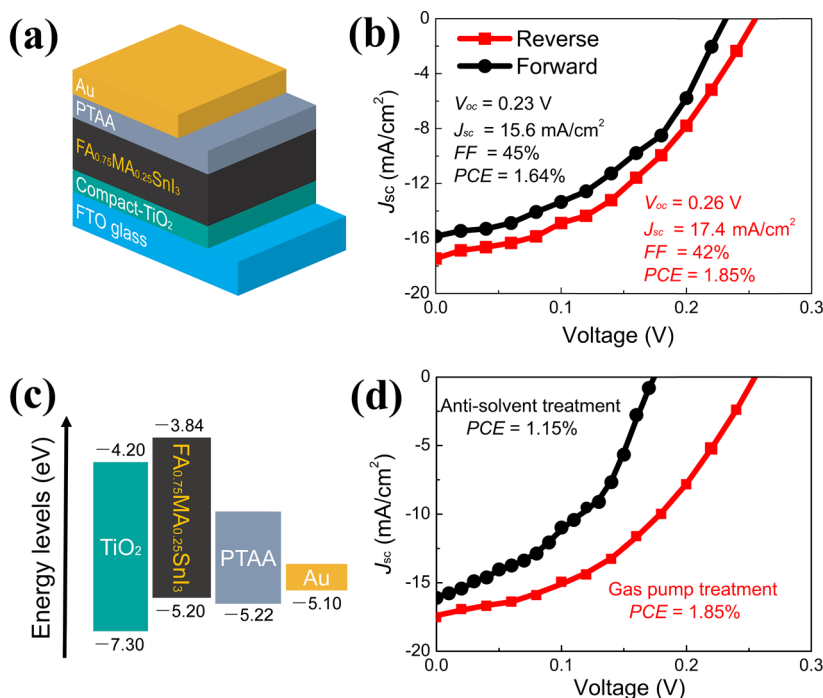 (a)
Au
PTAA
FA₀.₇₅MA₀.₂₅SnI₃
Compact-TiO₂
FTO glass
(b)
Reverse
Forward
Voc = 0.23 V
Jsc = 15.6 mA/cm²
FF = 45%
PCE = 1.64%
Voc = 0.26 V
Jsc = 17.4 mA/cm²
FF = 42%
PCE = 1.85%
Jsc (mA/cm²)
0
-4
-8
-12
-16
-20
0.0
0.1
0.2
0.3
Voltage (V)
(c)
Energy levels (eV)
−4.20
TiO₂
−7.30
−3.84
FA₀.₇₅MA₀.₂₅SnI₃
−5.20
PTAA
−5.22
Au
−5.10
(d)
Anti-solvent treatment
PCE = 1.15%
Gas pump treatment
PCE = 1.85%
Jsc (mA/cm²)
0
-5
-10
-15
-20
0.0
0.1
0.2
0.3
Voltage (V)